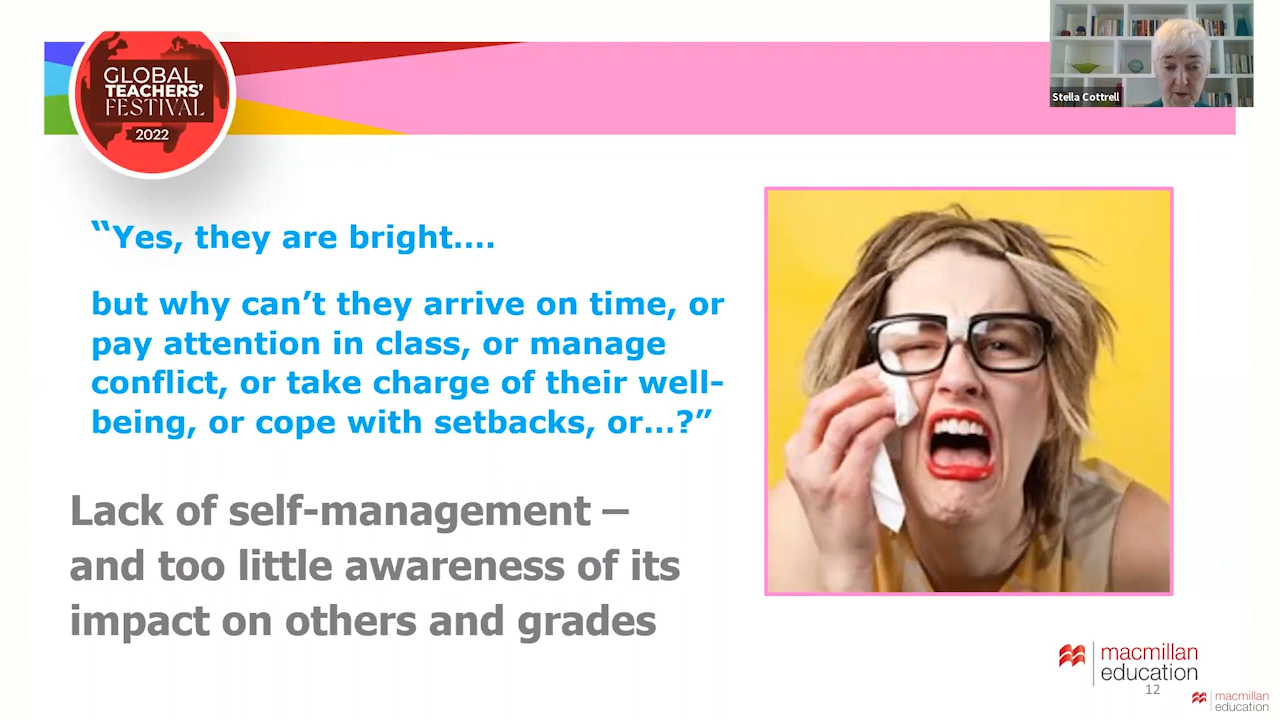 GLOBAL
TEACHERS'
FESTIVAL
2022
Stella Cottrell
“Yes, they are bright....
but why can’t they arrive on time, or
pay attention in class, or manage
conflict, or take charge of their well-
being, or cope with setbacks, or…?”
Lack of self-management –
and too little awareness of its
impact on others and grades
macmillan
education
12
macmillan
education